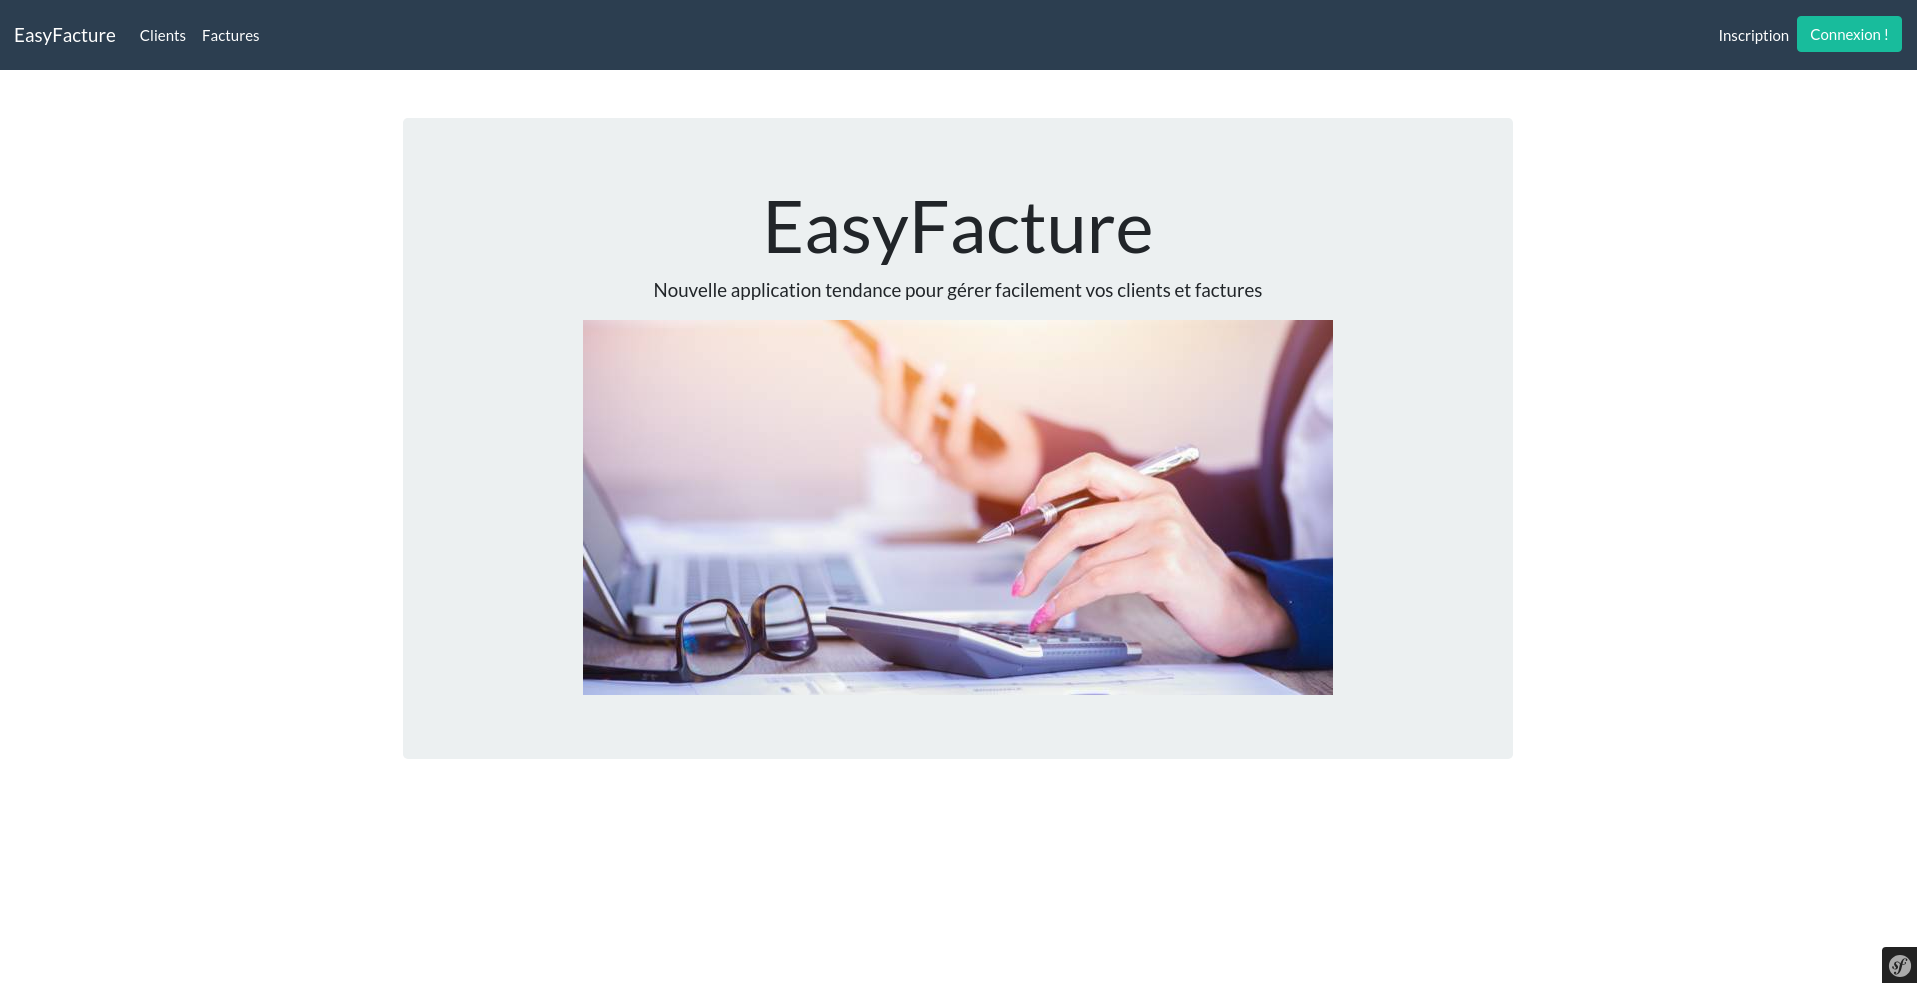 EasyFacture Clients Factures Inscription Connexion !
EasyFacture
Nouvelle application tendance pour gérer facilement vos clients et factures
sf